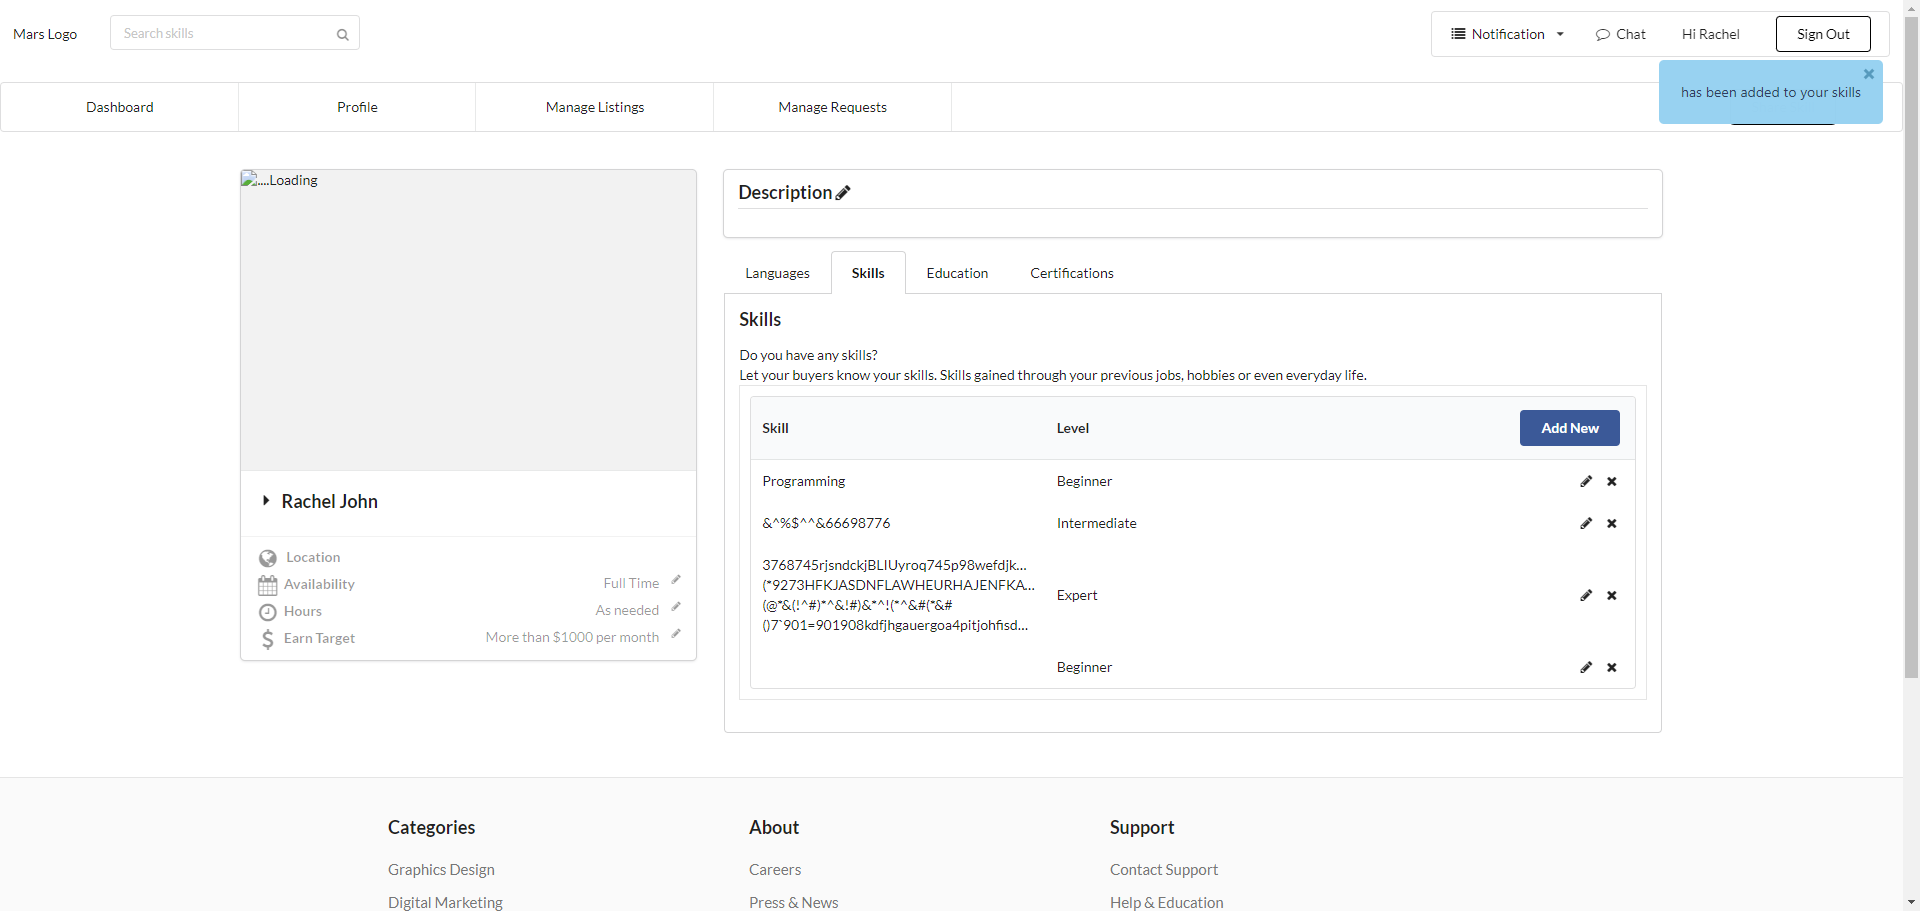 Mars Logo
Search skills
Notification
Chat
Hi Rachel
Sign Out
has been added to your skills
Dashboard
Profile
Manage Listings
Manage Requests
....Loading
Rachel John
Location
Availability
Full Time
Hours
As needed
Earn Target
More than $1000 per month
Description
Languages
Skills
Education
Certifications
Skills
Do you have any skills?
Let your buyers know your skills. Skills gained through your previous jobs, hobbies or even everyday life.
Skill
Level
Add New
Programming
Beginner
&^%$^^&66698776
Intermediate
3768745rjsndckjBLIUyroq745p98wefdjk...
(*9273HFKJASDNFLAWHEURHAJENFKA...
(@*&(!^#)*^&!#)&*^!(*^&#(*&#
()7`901=901908kdfjhgauergoa4pitjohfisd...
Expert
Beginner
Categories
Graphics Design
Digital Marketing
About
Careers
Press & News
Support
Contact Support
Help & Education